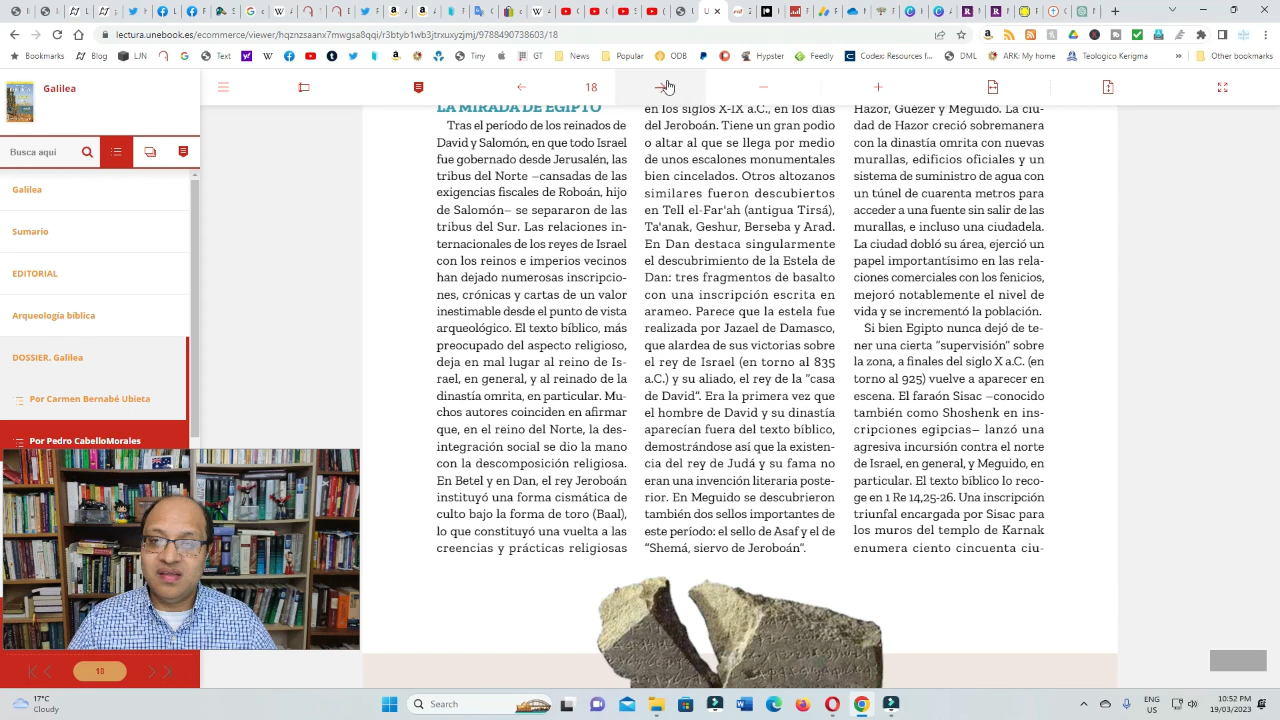 lectura.unebook.es/viewer/hqznzsaanx7mwgsa8qqi/r3btyb1wb3jtrxuxyzjmj/9788490738603/18
Bookmarks
Text
GT
LN
News
Popular
ODB
Hypster
Feedly
Codex Resources f...
DML
ARK: My home
Teologico Kerigma
Other bookmarks
Galilea
18
Busca aqui
Galilea
Sumario
EDITORIAL
Arqueología bíblica
DOSSIER. Galilea
Por Carmen Bernabé Ubieta
Por Pedro CabelloMorales
LA MIRADA DE EGIPTO
Tras el período de los reinados de
David y Salomón, en que todo Israel
fue gobernado desde Jerusalén, las
tribus del Norte –cansadas de las
exigencias fiscales de Roboán, hijo
de Salomón– se separaron de las
tribus del Sur. Las relaciones in-
ternacionales de los reyes de Israel
con los reinos e imperios vecinos
han dejado numerosas inscripcio-
nes, crónicas y cartas de un valor
inestimable desde el punto de vista
arqueológico. El texto bíblico, más
preocupado del aspecto religioso,
deja en mal lugar al reino de Is-
rael, en general, y al reinado de la
dinastía omrita, en particular. Mu-
chos autores coinciden en afirmar
que, en el reino del Norte, la des-
integración social se dio la mano
con la descomposición religiosa.
En Betel y en Dan, el rey Jeroboán
instituyó una forma cismática de
culto bajo la forma de toro (Baal),
lo que constituyó una vuelta a las
creencias y prácticas religiosas
en los siglos X-IX a.C., en los días
del Jeroboán. Tiene un gran podio
o altar al que se llega por medio
de unos escalones monumentales
bien cincelados. Otros altozanos
similares fueron descubiertos
en Tell el-Far'ah (antigua Tirsá),
Ta'anak, Geshur, Berseba y Arad.
En Dan destaca singularmente
el descubrimiento de la Estela de
Dan: tres fragmentos de basalto
con una inscripción escrita en
arameo. Parece que la estela fue
realizada por Jazael de Damasco,
que alardea de sus victorias sobre
el rey de Israel (en torno al 835
a.C.) y su aliado, el rey de la “casa
de David”. Era la primera vez que
el hombre de David y su dinastía
aparecían fuera del texto bíblico,
demostrándose así que la existen-
cia del rey de Judá y su fama no
eran una invención literaria poste-
rior. En Meguido se descubrieron
también dos sellos importantes de
este período: el sello de Asaf y el de
“Shemá, siervo de Jeroboán”.
Hazor, Guézer y Meguido. La ciu-
dad de Hazor creció sobremanera
con la dinastía omrita con nuevas
murallas, edificios oficiales y un
sistema de suministro de agua con
un túnel de cuarenta metros para
acceder a una fuente sin salir de las
murallas, e incluso una ciudadela.
La ciudad dobló su área, ejerció un
papel importantísimo en las rela-
ciones comerciales con los fenicios,
mejoró notablemente el nivel de
vida y se incrementó la población.
Si bien Egipto nunca dejó de te-
ner una cierta “supervisión” sobre
la zona, a finales del siglo X a.C. (en
torno al 925) vuelve a aparecer en
escena. El faraón Sisac –conocido
también como Shoshenk en ins-
cripciones egipcias– lanzó una
agresiva incursión contra el norte
de Israel, en general, y Meguido, en
particular. El texto bíblico lo reco-
ge en 1 Re 14,25-26. Una inscripción
triunfal encargada por Sisac para
los muros del templo de Karnak
enumera ciento cincuenta ciu-
18
17°C
Cloudy
Search
ENG
US
10:52 PM
19/03/2023